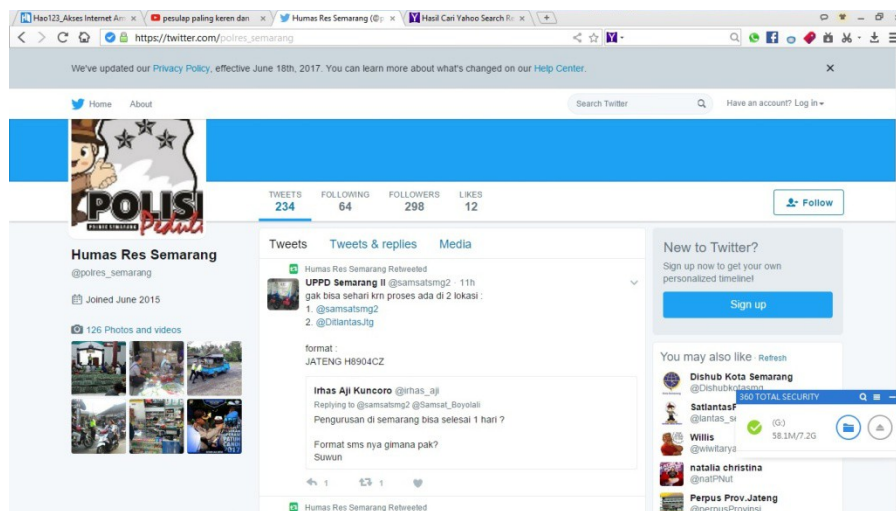 Hao123_Akses Internet Am
pesulap paling keren dan
Humas Res Semarang (@p
Hasil Cari Yahoo Search Re
https://twitter.com/polres_semarang
We've updated our Privacy Policy, effective June 18th, 2017. You can learn more about what's changed on our Help Center.
Home About
Search Twitter
Have an account? Log in
POLISI
Peduli
POLRES SEMARANG
TWEETS FOLLOWING FOLLOWERS LIKES
234 64 298 12
Follow
Humas Res Semarang
@polres_semarang
Joined June 2015
126 Photos and videos
Tweets Tweets & replies Media
Humas Res Semarang Retweeted
UPPD Semarang II @samsatsmg2 · 11h
gak bisa sehari krn proses ada di 2 lokasi :
1. @samsatsmg2
2. @DitlantasJtg
format :
JATENG H8904CZ
Irhas Aji Kuncoro @irhas_aji
Replying to @samsatsmg2 @Samsat_Boyolali
Pengurusan di semarang bisa selesai 1 hari ?
Format sms nya gimana pak?
Suwun
1 1
Humas Res Semarang Retweeted
New to Twitter?
Sign up now to get your own
personalized timeline!
Sign up
You may also like · Refresh
Dishub Kota Semarang
@Dishubkotasmg
SatlantasF
@lantas_se
Willis
@wiwitarya
natalia christina
@natPNut
Perpus Prov.Jateng
@perpusProvinsi
360 TOTAL SECURITY
(G:)
58.1M/7.2G